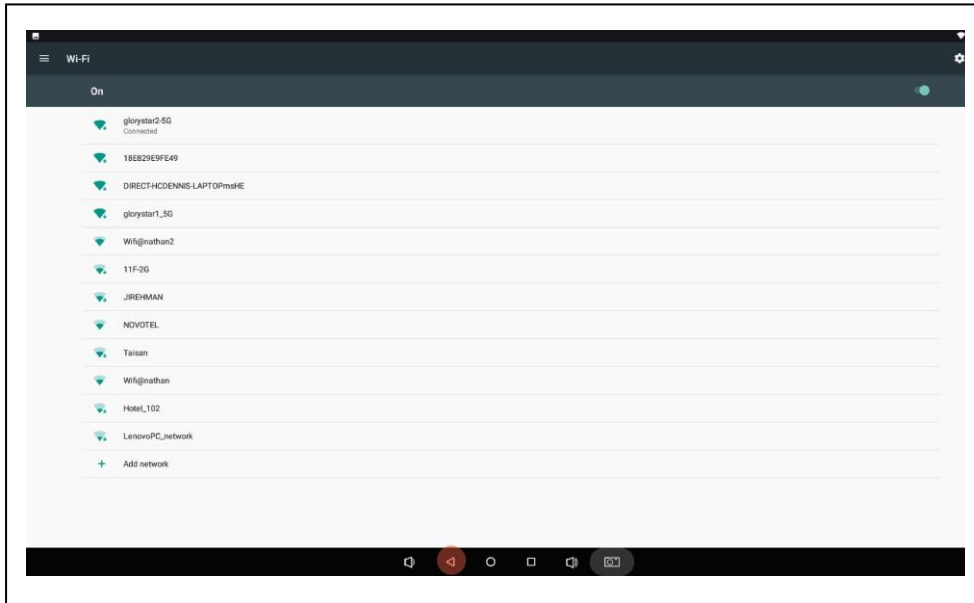 Wi-Fi
On
glorystar2-5G
Connected
18E829E9FE49
DIRECT-HCDENNIS-LAPTOPmsHE
glorystar1_5G
Wifi@nathan2
11F-2G
JIREHMAN
NOVOTEL
Taisan
Wifi@nathan
Hotel_102
LenovoPC_network
Add network